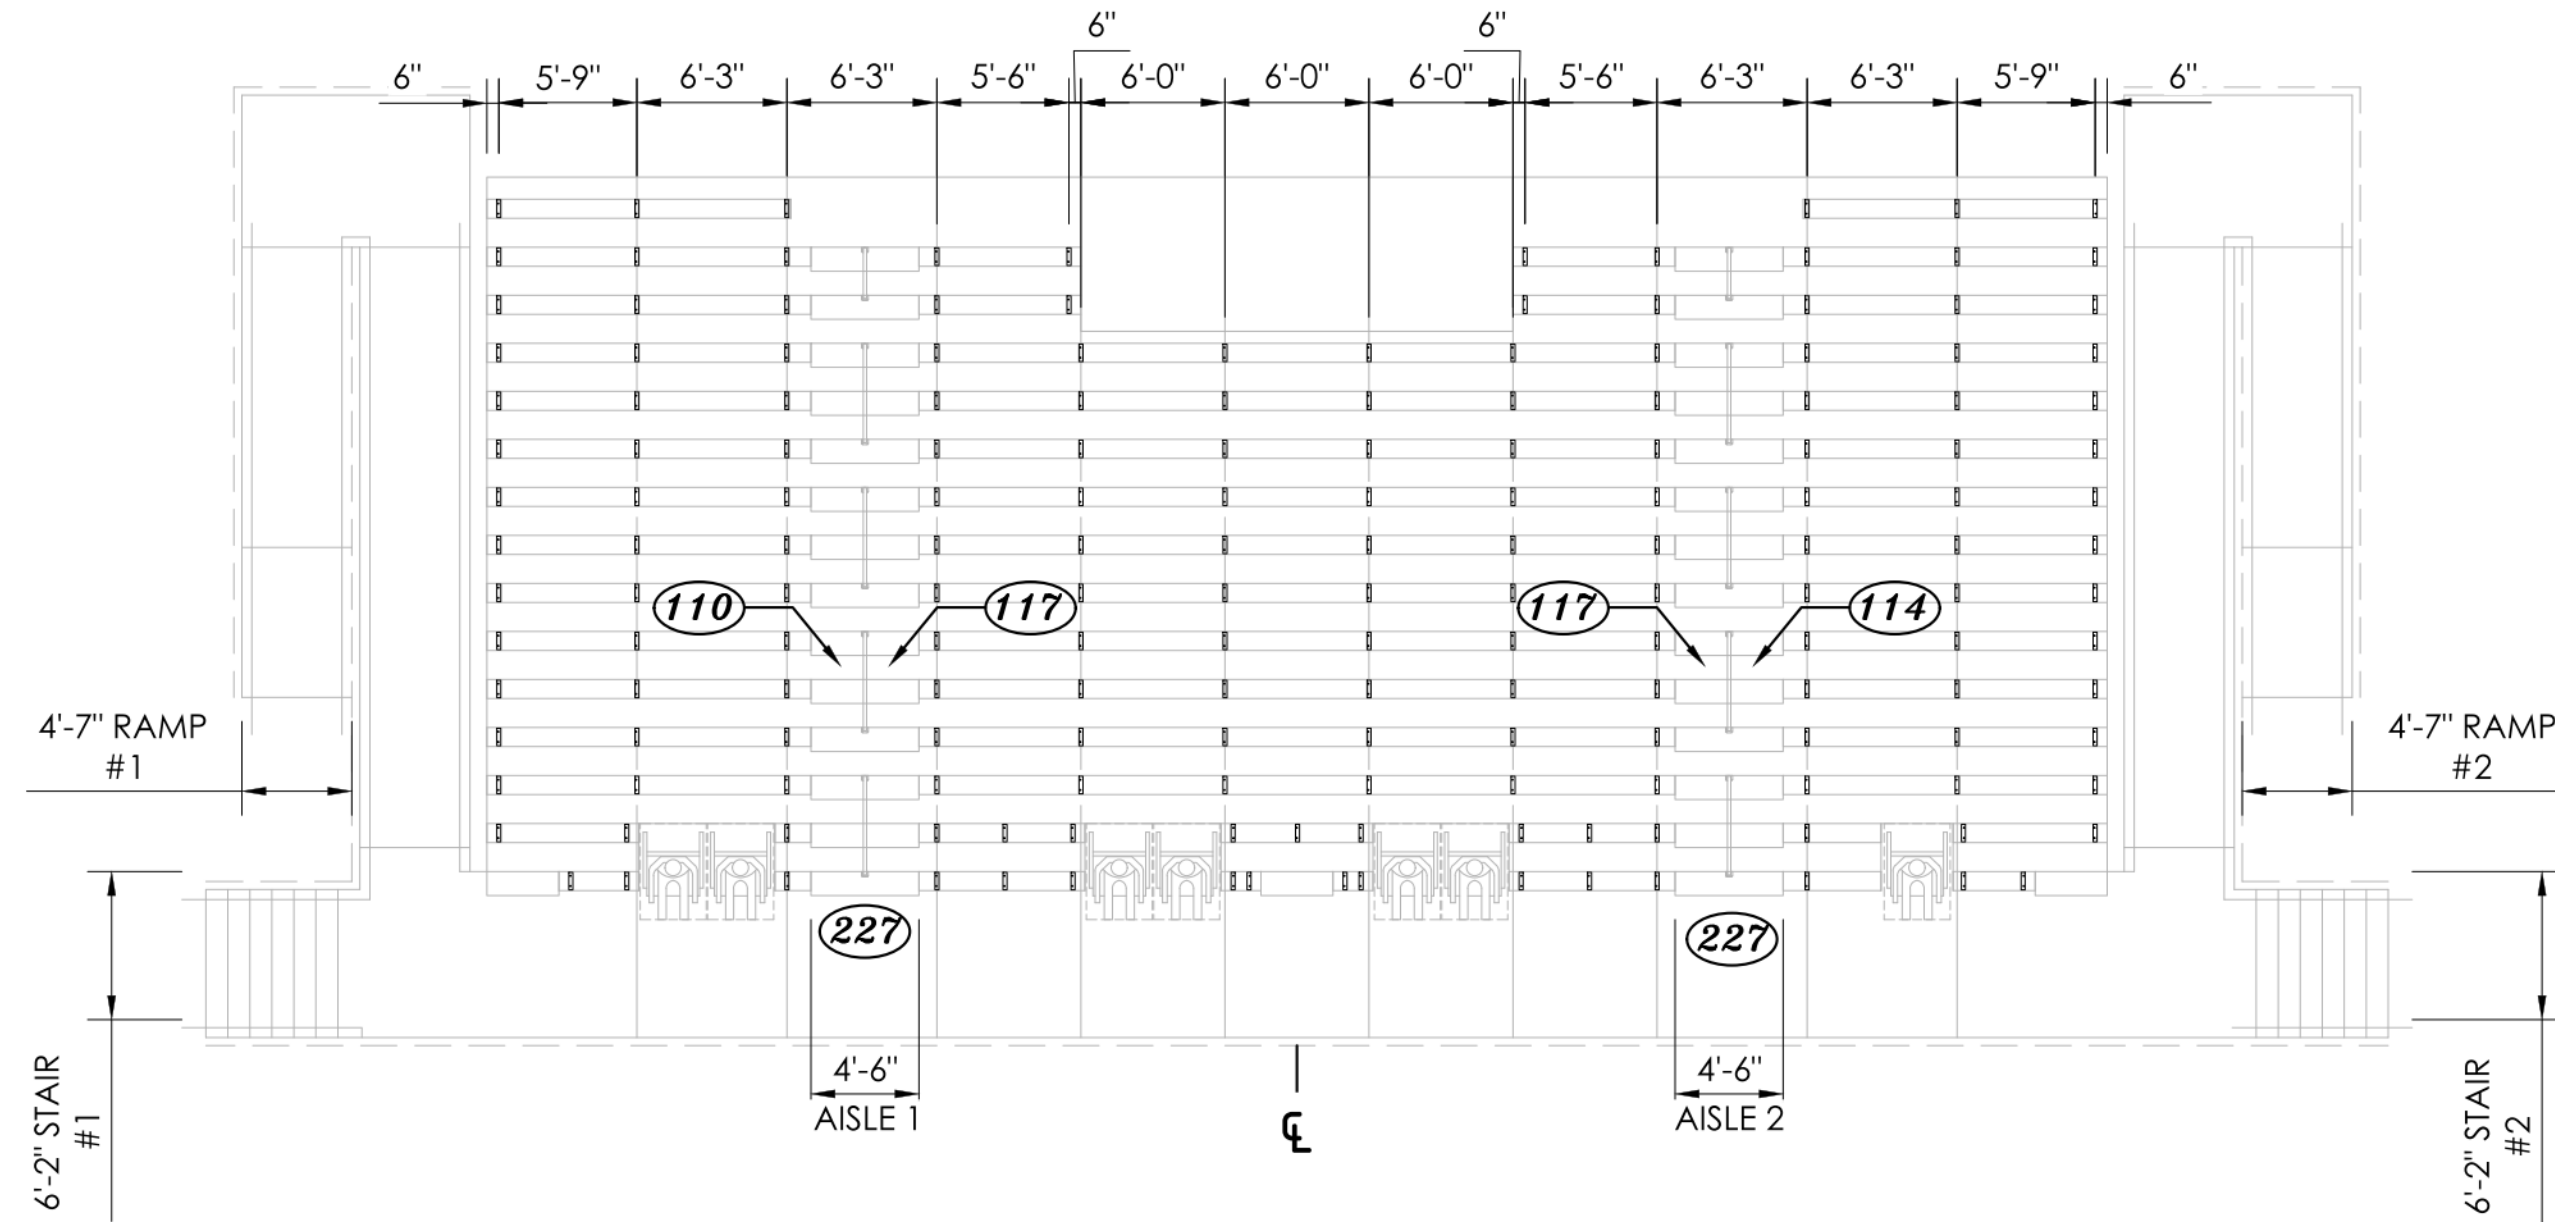 6" 6"
6" 5'-9" 6'-3" 6'-3" 5'-6" 6'-0" 6'-0" 6'-0" 5'-6" 6'-3" 6'-3" 5'-9" 6"
110 117 117 114
4'-7" RAMP
#1
4'-7" RAMP
#2
227 227
4'-6"
AISLE 1
4'-6"
AISLE 2
℄
6'-2" STAIR
#1
6'-2" STAIR
#2